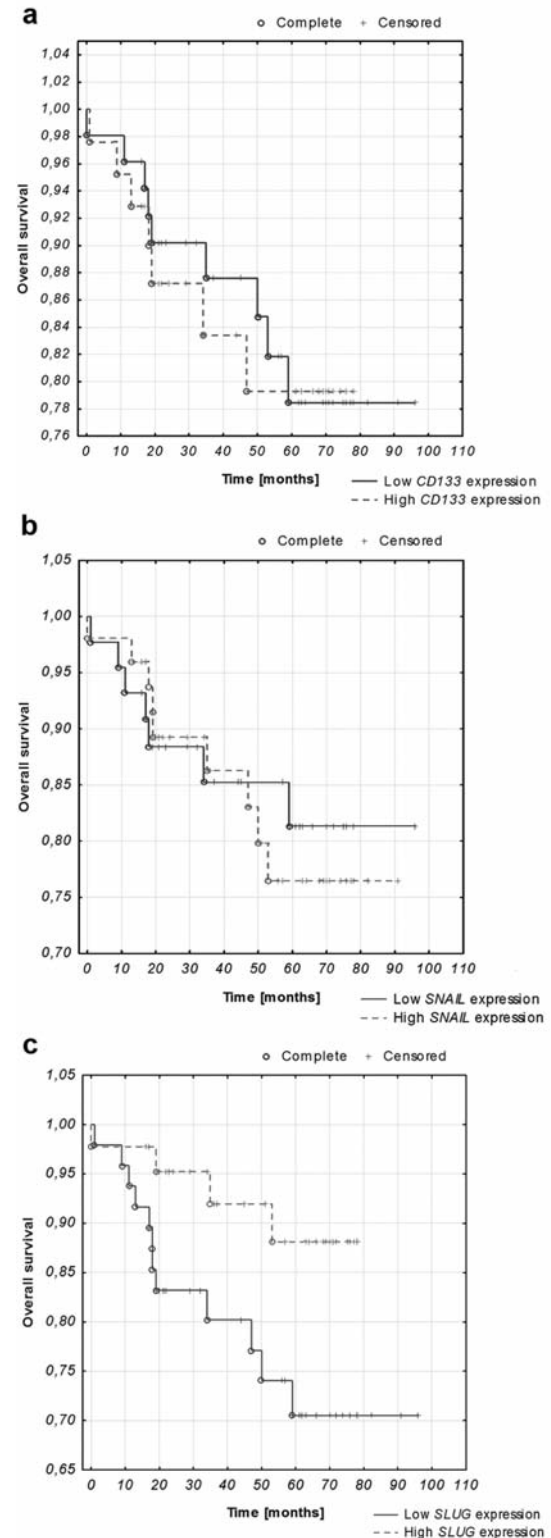 a
Complete Censored
1,04
1,02
1,00
0,98
0,96
0,94
0,92
0,90
0,88
0,86
0,84
0,82
0,80
0,78
0,76
Overall survival
0 10 20 30 40 50 60 70 80 90 100 110
Time [months]
Low CD133 expression
High CD133 expression
b
Complete Censored
1,05
1,00
0,95
0,90
0,85
0,80
0,75
0,70
Overall survival
0 10 20 30 40 50 60 70 80 90 100 110
Time [months]
Low SNAIL expression
High SNAIL expression
c
Complete Censored
1,05
1,00
0,95
0,90
0,85
0,80
0,75
0,70
0,65
Overall survival
0 10 20 30 40 50 60 70 80 90 100 110
Time [months]
Low SLUG expression
High SLUG expression